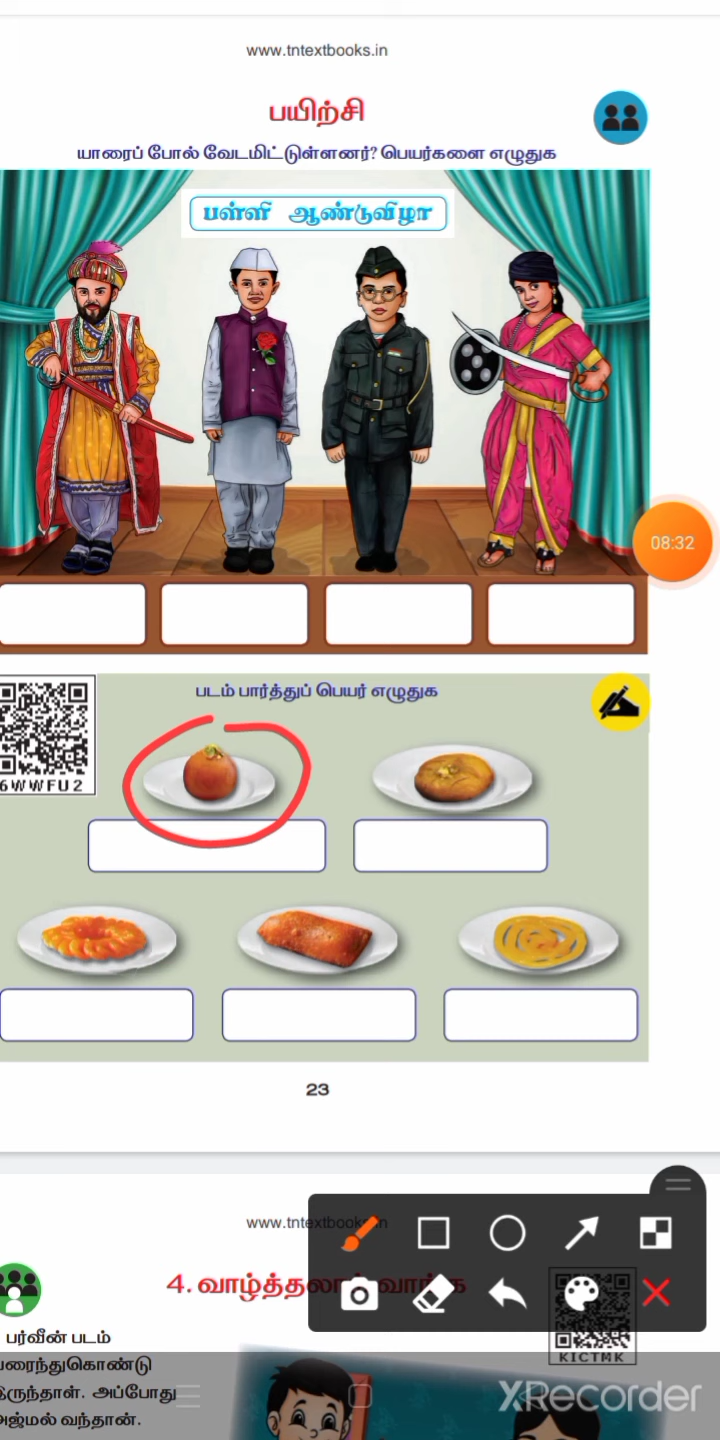 www.tntextbooks.in
பயிற்சி
யாரைப் போல் வேடமிட்டுள்ளனர்? பெயர்களை எழுதுக
பள்ளி ஆண்டுவிழா
08:32
படம் பார்த்துப் பெயர் எழுதுக
6WWFU2
23
www.tntextbooks.in
4. வாழ்த்தலாம்
பர்வீன் படம்
வரைந்துகொண்டு
இருந்தாள். அப்போது
அஜ்மல் வந்தான்.
KICTMK
XRecorder